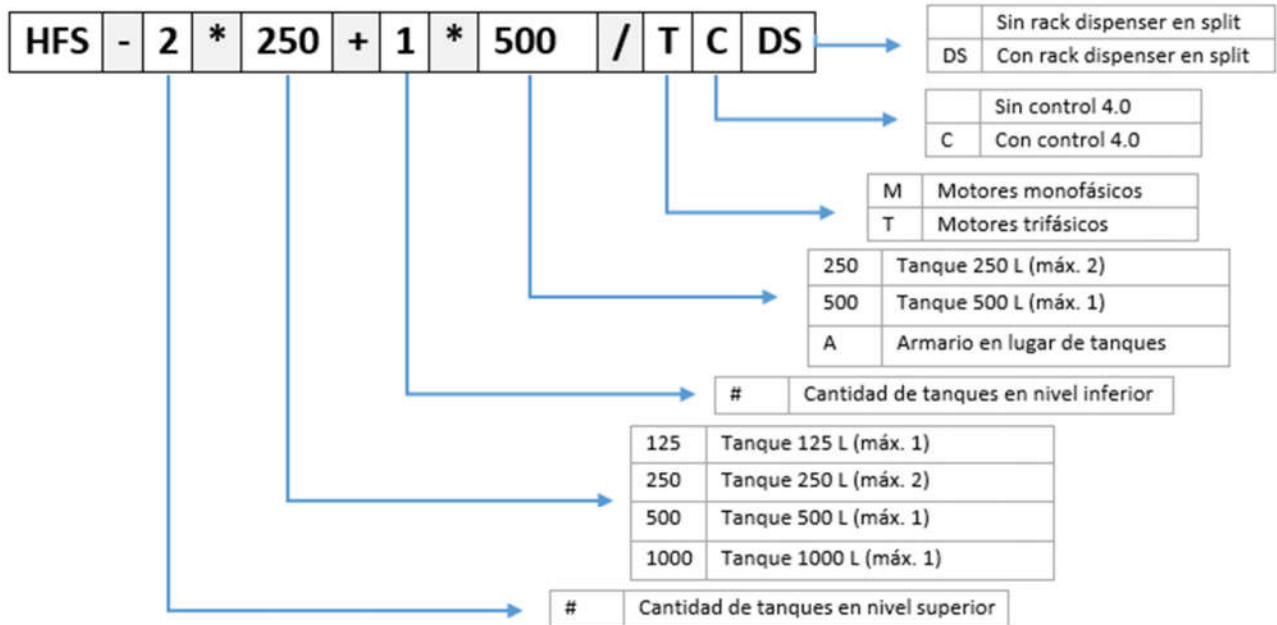 HFS - 2 * 250 + 1 * 500 / T C DS
Sin rack dispenser en split
DS Con rack dispenser en split
Sin control 4.0
C Con control 4.0
M Motores monofásicos
T Motores trifásicos
250 Tanque 250 L (máx. 2)
500 Tanque 500 L (máx. 1)
A Armario en lugar de tanques
# Cantidad de tanques en nivel inferior
125 Tanque 125 L (máx. 1)
250 Tanque 250 L (máx. 2)
500 Tanque 500 L (máx. 1)
1000 Tanque 1000 L (máx. 1)
# Cantidad de tanques en nivel superior